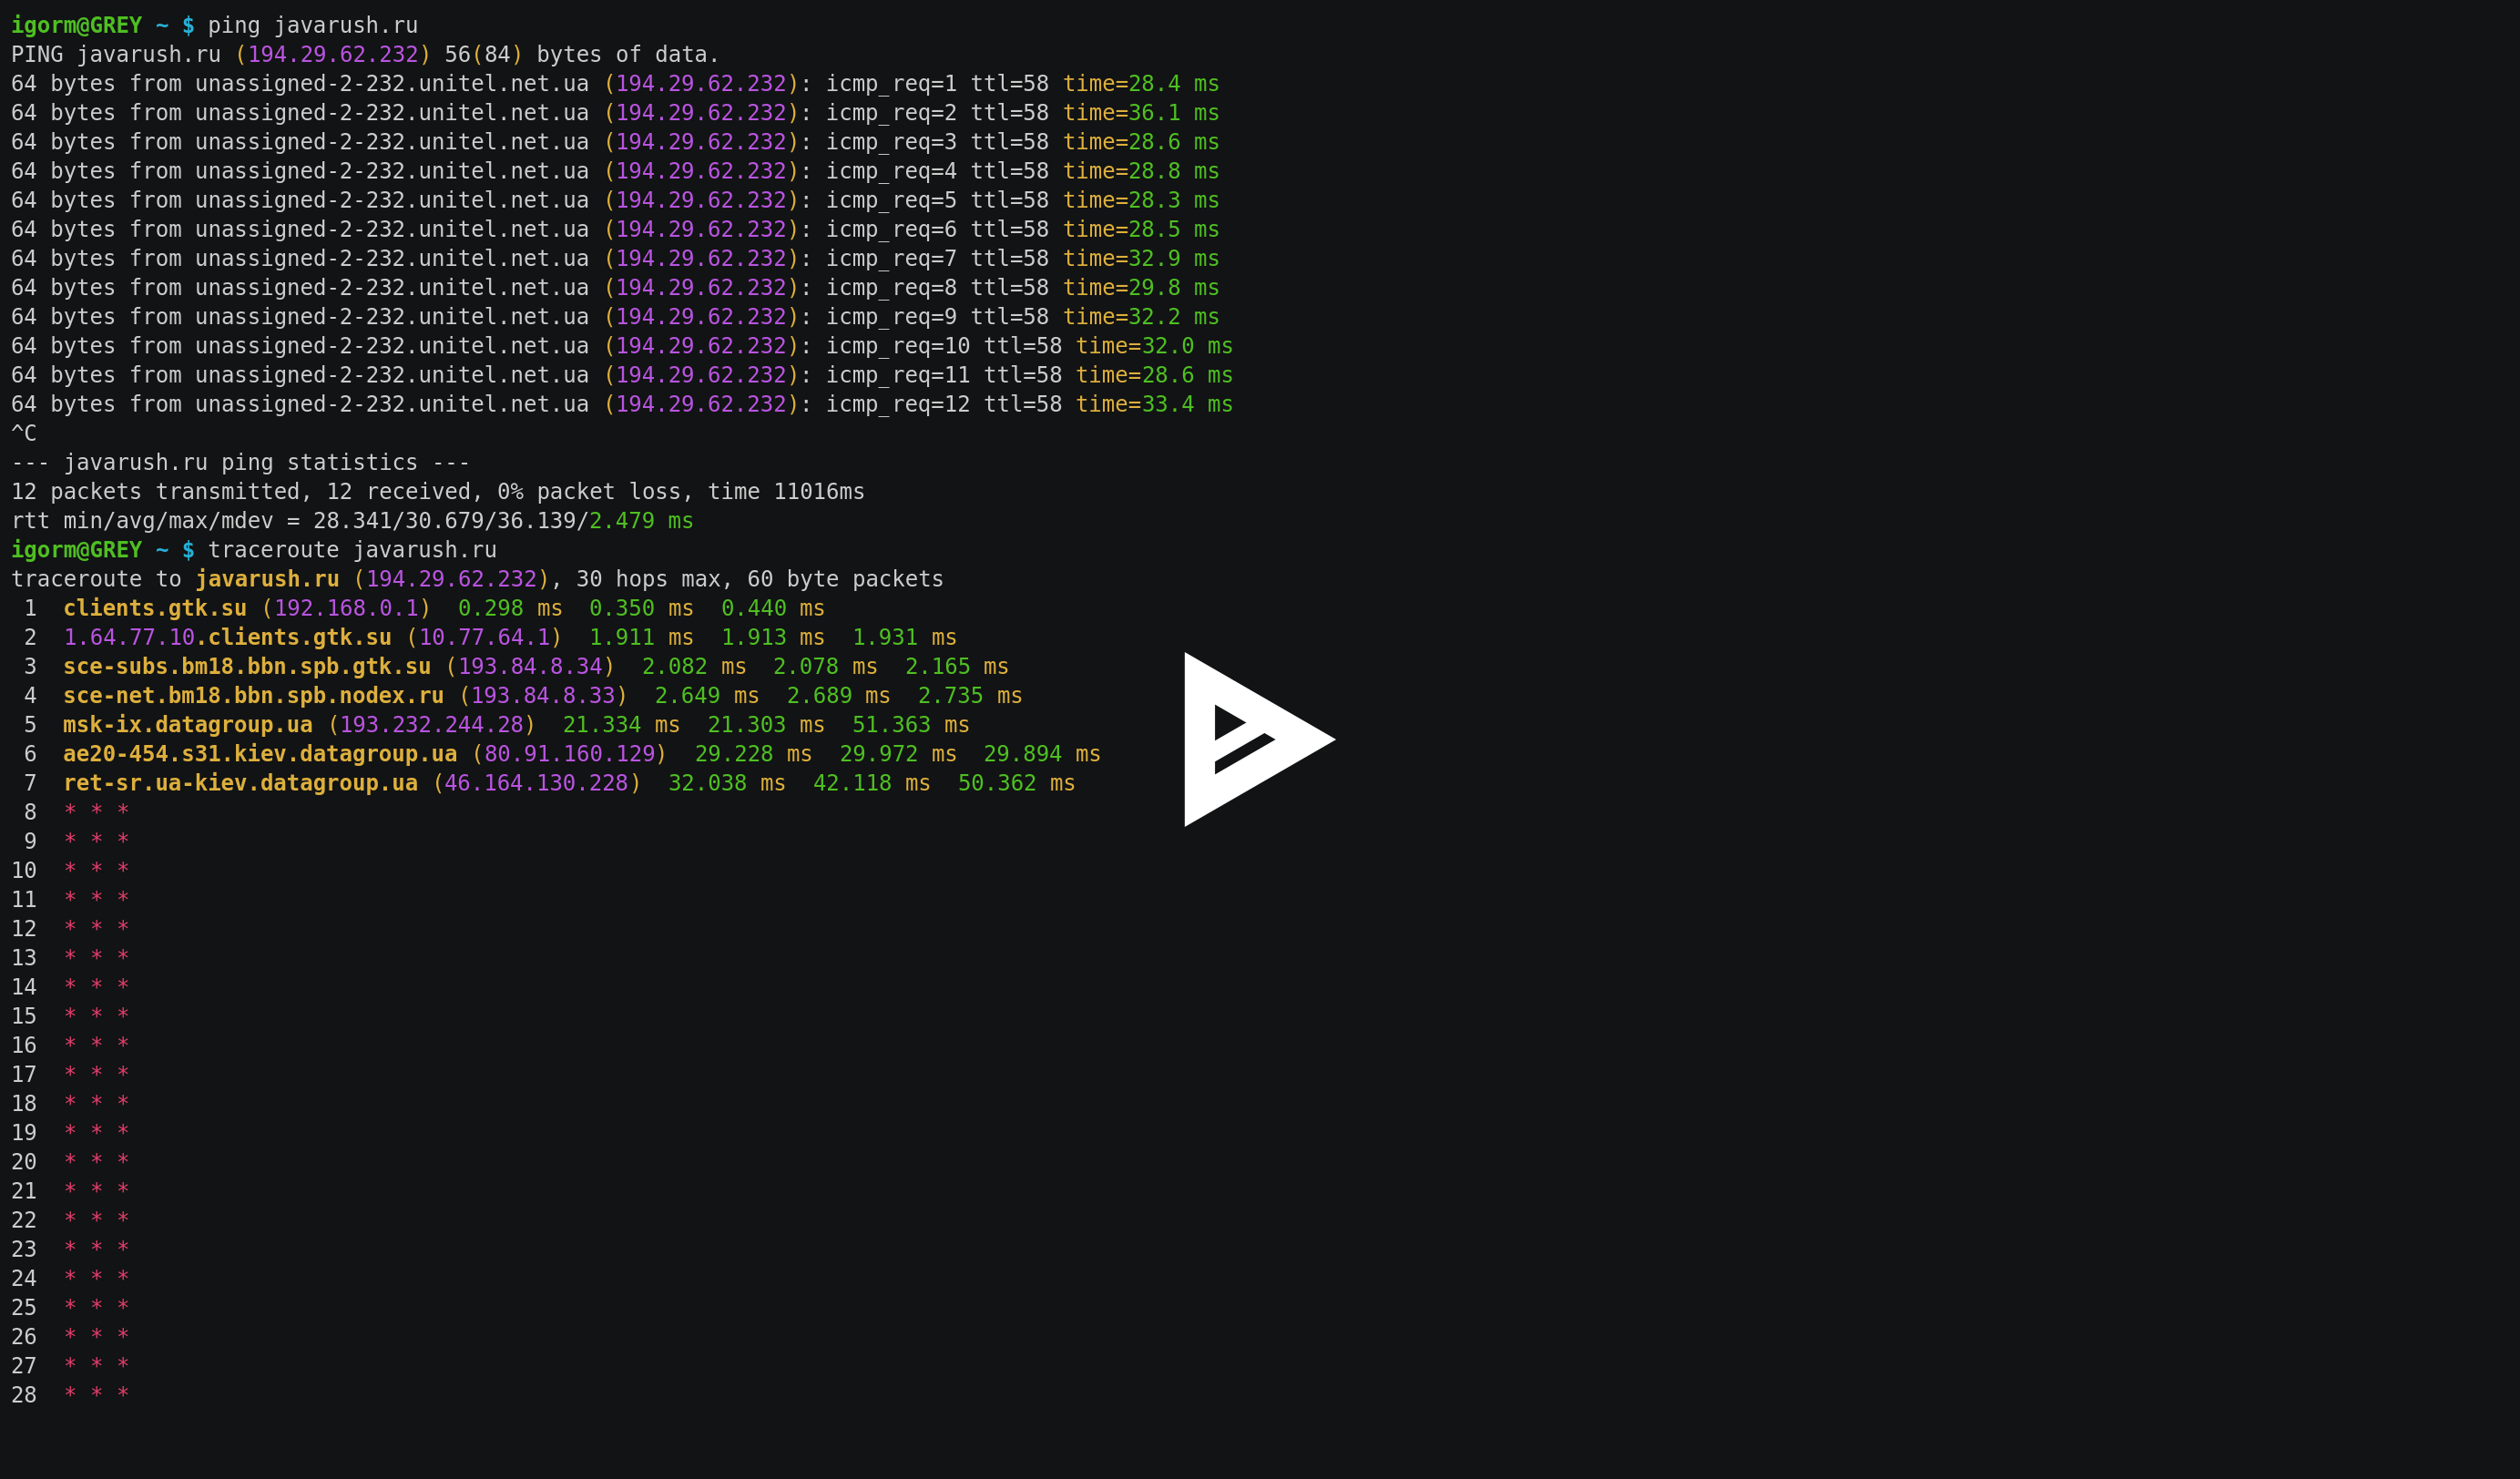 igorm@GREY ~ $ ping javarush.ru
PING javarush.ru (194.29.62.232) 56(84) bytes of data.
64 bytes from unassigned-2-232.unitel.net.ua (194.29.62.232): icmp_req=1 ttl=58 time=28.4 ms
64 bytes from unassigned-2-232.unitel.net.ua (194.29.62.232): icmp_req=2 ttl=58 time=36.1 ms
64 bytes from unassigned-2-232.unitel.net.ua (194.29.62.232): icmp_req=3 ttl=58 time=28.6 ms
64 bytes from unassigned-2-232.unitel.net.ua (194.29.62.232): icmp_req=4 ttl=58 time=28.8 ms
64 bytes from unassigned-2-232.unitel.net.ua (194.29.62.232): icmp_req=5 ttl=58 time=28.3 ms
64 bytes from unassigned-2-232.unitel.net.ua (194.29.62.232): icmp_req=6 ttl=58 time=28.5 ms
64 bytes from unassigned-2-232.unitel.net.ua (194.29.62.232): icmp_req=7 ttl=58 time=32.9 ms
64 bytes from unassigned-2-232.unitel.net.ua (194.29.62.232): icmp_req=8 ttl=58 time=29.8 ms
64 bytes from unassigned-2-232.unitel.net.ua (194.29.62.232): icmp_req=9 ttl=58 time=32.2 ms
64 bytes from unassigned-2-232.unitel.net.ua (194.29.62.232): icmp_req=10 ttl=58 time=32.0 ms
64 bytes from unassigned-2-232.unitel.net.ua (194.29.62.232): icmp_req=11 ttl=58 time=28.6 ms
64 bytes from unassigned-2-232.unitel.net.ua (194.29.62.232): icmp_req=12 ttl=58 time=33.4 ms
^C
--- javarush.ru ping statistics ---
12 packets transmitted, 12 received, 0% packet loss, time 11016ms
rtt min/avg/max/mdev = 28.341/30.679/36.139/2.479 ms
igorm@GREY ~ $ traceroute javarush.ru
traceroute to javarush.ru (194.29.62.232), 30 hops max, 60 byte packets
 1  clients.gtk.su (192.168.0.1)  0.298 ms  0.350 ms  0.440 ms
 2  1.64.77.10.clients.gtk.su (10.77.64.1)  1.911 ms  1.913 ms  1.931 ms
 3  sce-subs.bm18.bbn.spb.gtk.su (193.84.8.34)  2.082 ms  2.078 ms  2.165 ms
 4  sce-net.bm18.bbn.spb.nodex.ru (193.84.8.33)  2.649 ms  2.689 ms  2.735 ms
 5  msk-ix.datagroup.ua (193.232.244.28)  21.334 ms  21.303 ms  51.363 ms
 6  ae20-454.s31.kiev.datagroup.ua (80.91.160.129)  29.228 ms  29.972 ms  29.894 ms
 7  ret-sr.ua-kiev.datagroup.ua (46.164.130.228)  32.038 ms  42.118 ms  50.362 ms
 8  * * *
 9  * * *
10  * * *
11  * * *
12  * * *
13  * * *
14  * * *
15  * * *
16  * * *
17  * * *
18  * * *
19  * * *
20  * * *
21  * * *
22  * * *
23  * * *
24  * * *
25  * * *
26  * * *
27  * * *
28  * * *